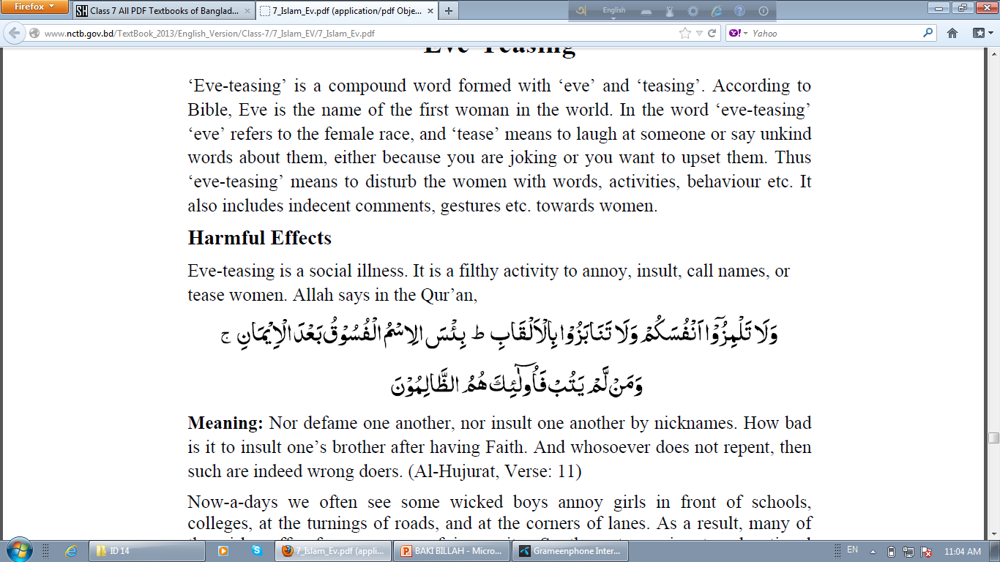 Firefox
Class 7 All PDF Textbooks of Banglad...
7_Islam_Ev.pdf (application/pdf Obje...
English
www.nctb.gov.bd/TextBook_2013/English_Version/Class-7/7_Islam_EV/7_Islam_Ev.pdf
Yahoo
Eve-Teasing
‘Eve-teasing’ is a compound word formed with ‘eve’ and ‘teasing’. According to
Bible, Eve is the name of the first woman in the world. In the word ‘eve-teasing’
‘eve’ refers to the female race, and ‘tease’ means to laugh at someone or say unkind
words about them, either because you are joking or you want to upset them. Thus
‘eve-teasing’ means to disturb the women with words, activities, behaviour etc. It
also includes indecent comments, gestures etc. towards women.
Harmful Effects
Eve-teasing is a social illness. It is a filthy activity to annoy, insult, call names, or
tease women. Allah says in the Qur’an,
وَلَا تَلْمِزُوْٓا اَنْفُسَكُمْ وَلَا تَنَابَزُوْا بِالْاَلْقَابِ ط بِئْسَ الِاسْمُ الْفُسُوْقُ بَعْدَ الْاِيْمَانِ ج
وَمَنْ لَّمْ يَتُبْ فَاُولٰٓئِكَ هُمُ الظَّالِمُوْنَ
Meaning: Nor defame one another, nor insult one another by nicknames. How bad
is it to insult one’s brother after having Faith. And whosoever does not repent, then
such are indeed wrong doers. (Al-Hujurat, Verse: 11)
Now-a-days we often see some wicked boys annoy girls in front of schools,
colleges, at the turnings of roads, and at the corners of lanes. As a result, many of
ID 14
7_Islam_Ev.pdf (appli...
BAKI BILLAH - Micro...
Grameenphone Inter...
EN
11:04 AM